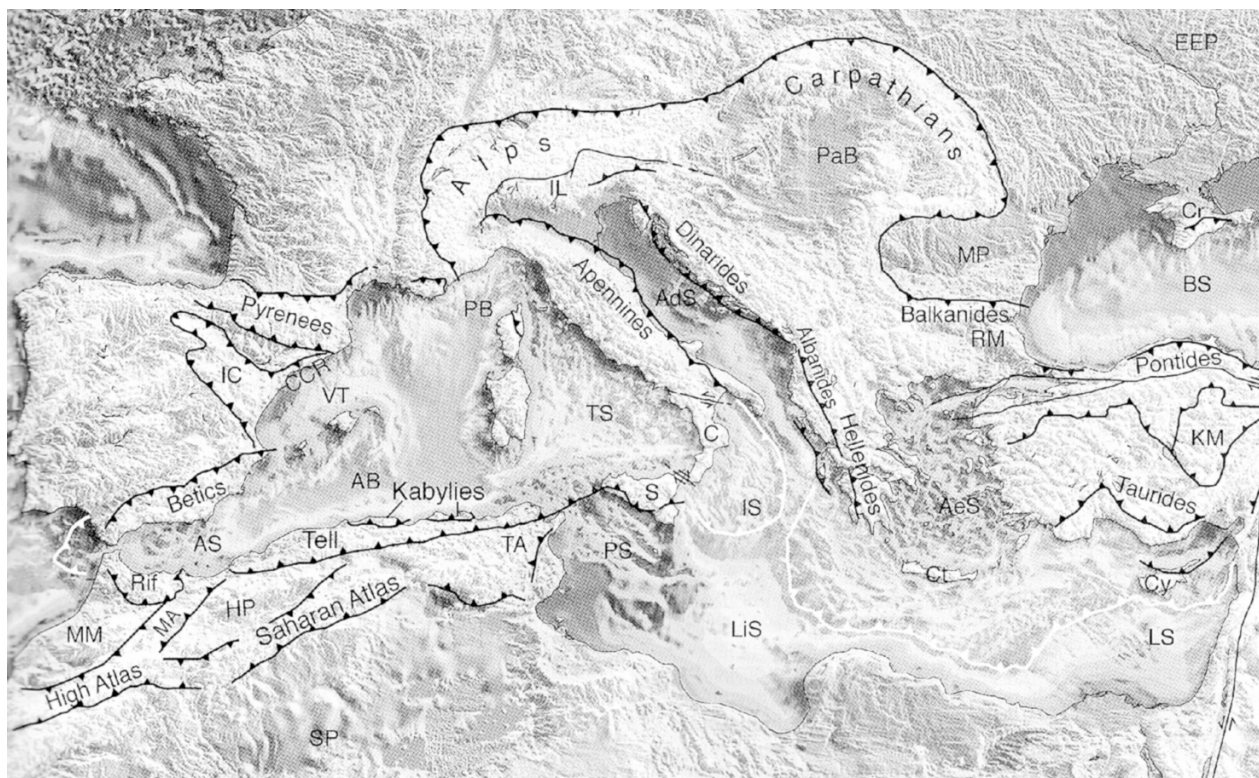 EEP
Carpathians
Alps
PaB
IL
Cr
Dinarides
MP
BS
Pyrenees
PB
Apennines
AdS
Balkanides
RM
Albanides
Pontides
IC
CCR
VT
TS
C
Hellenides
KM
Betics
AB
Kabylies
S
IS
AeS
Taurides
AS
Tell
TA
PS
Ct
Cy
Rif
MA
HP
Saharan Atlas
MM
LiS
LS
High Atlas
SP